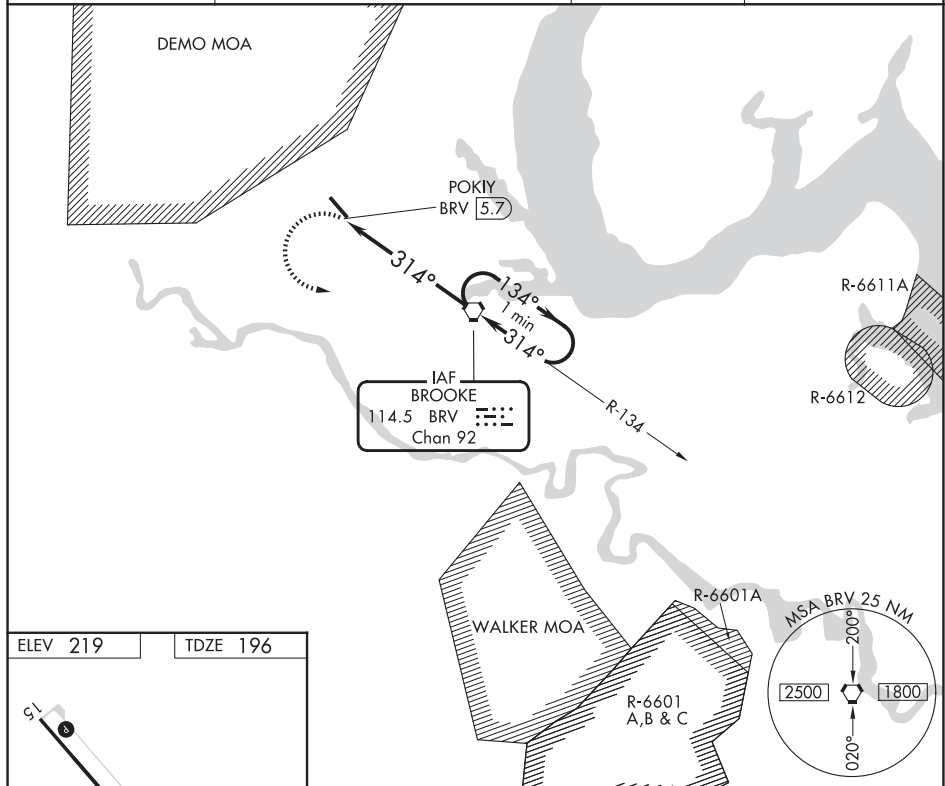 DEMO MOA
POKIY
BRV 5.7
314°
134°
1 min
314°
R-6611A
R-6612
IAF
BROOKE
114.5 BRV
Chan 92
R-134
R-6601A
WALKER MOA
R-6601
A,B & C
MSA BRV 25 NM
200°
2500
1800
020°
ELEV 219
TDZE 196
15
P